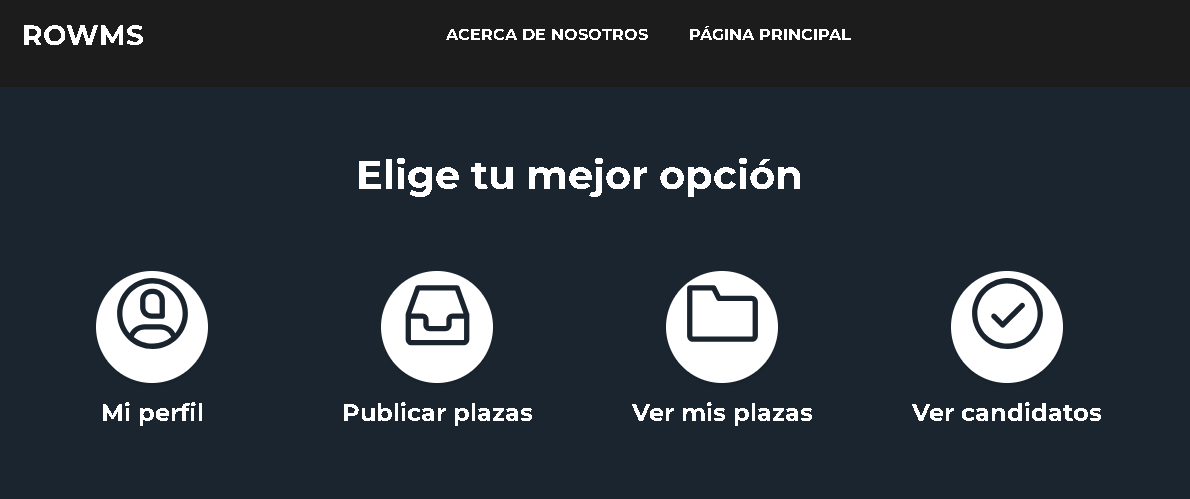 ROWMS
ACERCA DE NOSOTROS
PÁGINA PRINCIPAL
Elige tu mejor opción
Mi perfil
Publicar plazas
Ver mis plazas
Ver candidatos